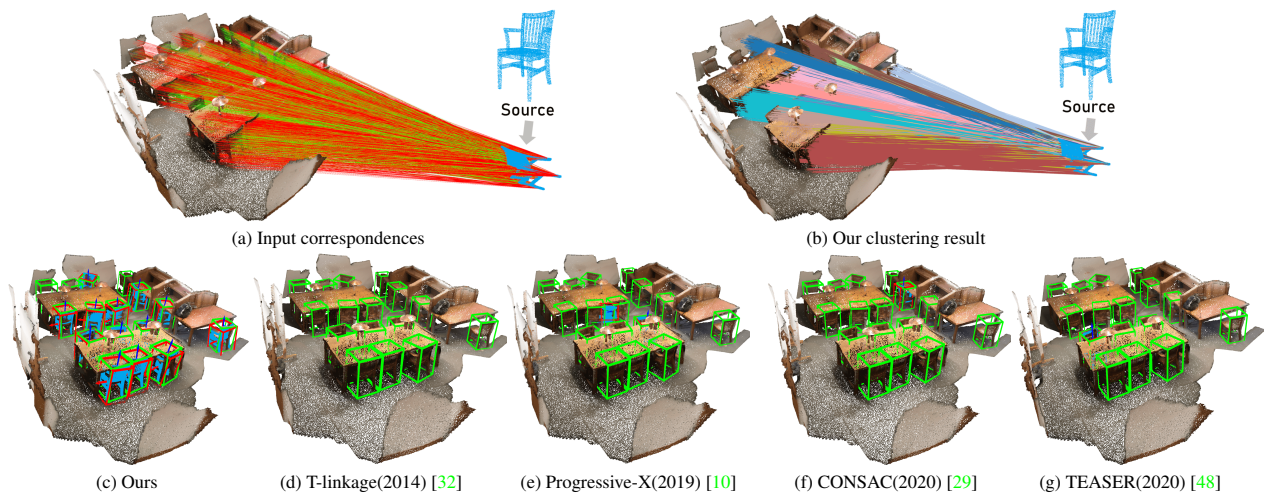 Source
Source
(a) Input correspondences
(b) Our clustering result
(c) Ours
(d) T-linkage(2014) [32]
(e) Progressive-X(2019) [10]
(f) CONSAC(2020) [29]
(g) TEASER(2020) [48]